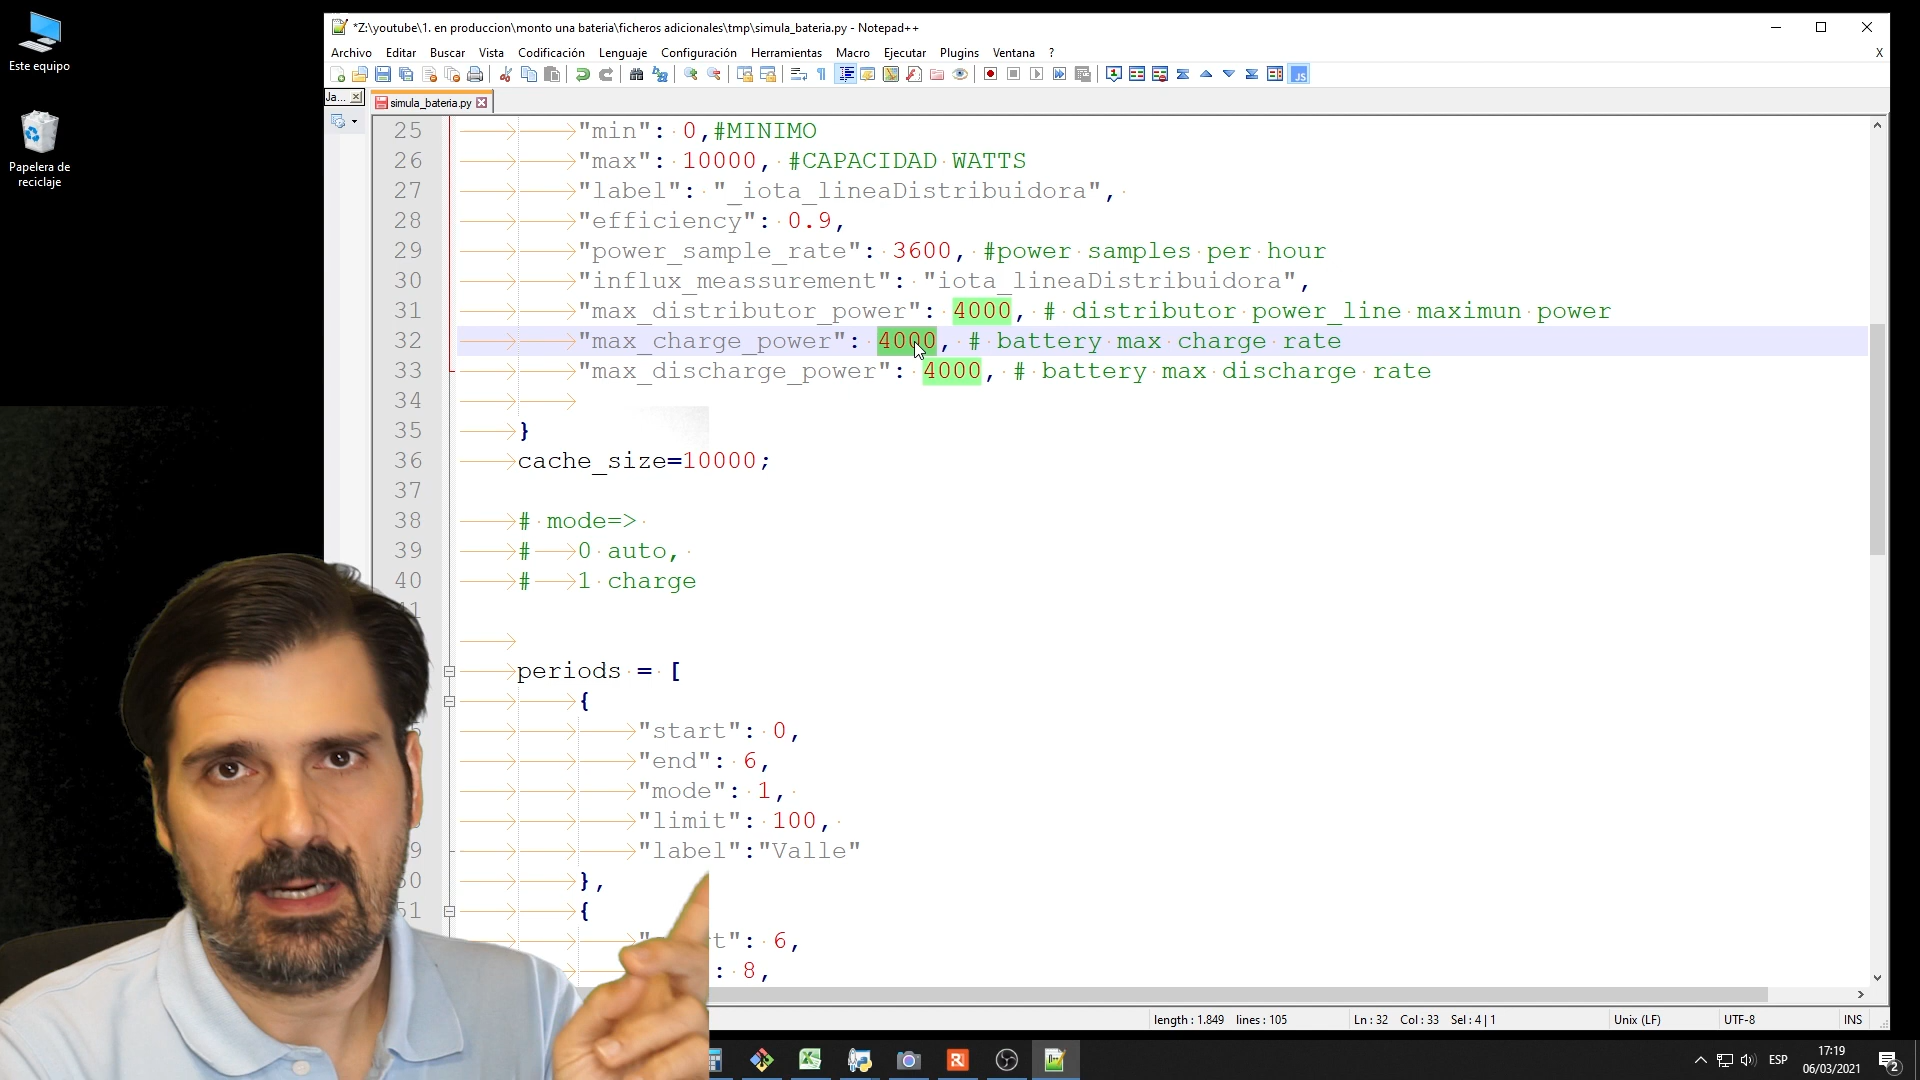 Este equipo
Papelera de
reciclaje
*Z:\youtube\1. en produccion\monto una bateria\ficheros adicionales\tmp\simula_bateria.py - Notepad++
Archivo Editar Buscar Vista Codificación Lenguaje Configuración Herramientas Macro Ejecutar Plugins Ventana ? X
Ja...
simula_bateria.py
25 "min": 0,#MINIMO
26 "max": 10000, #CAPACIDAD WATTS
27 "label": "_iota_lineaDistribuidora",
28 "efficiency": 0.9,
29 "power_sample_rate": 3600, #power samples per hour
30 "influx_meassurement": "iota_lineaDistribuidora",
31 "max_distributor_power": 4000, # distributor power_line maximun power
32 "max_charge_power": 4000, # battery max charge rate
33 "max_discharge_power": 4000, # battery max discharge rate
34
35 }
36 cache_size=10000;
37
38 # mode=>
39 # 0 auto,
40 # 1 charge
periods = [
{
"start": 0,
"end": 6,
"mode": 1,
"limit": 100,
"label":"Valle"
},
{
6,
: 8,
length : 1.849 lines : 105 Ln : 32 Col : 33 Sel : 4 | 1 Unix (LF) UTF-8 INS
ESP
17:19
06/03/2021
2